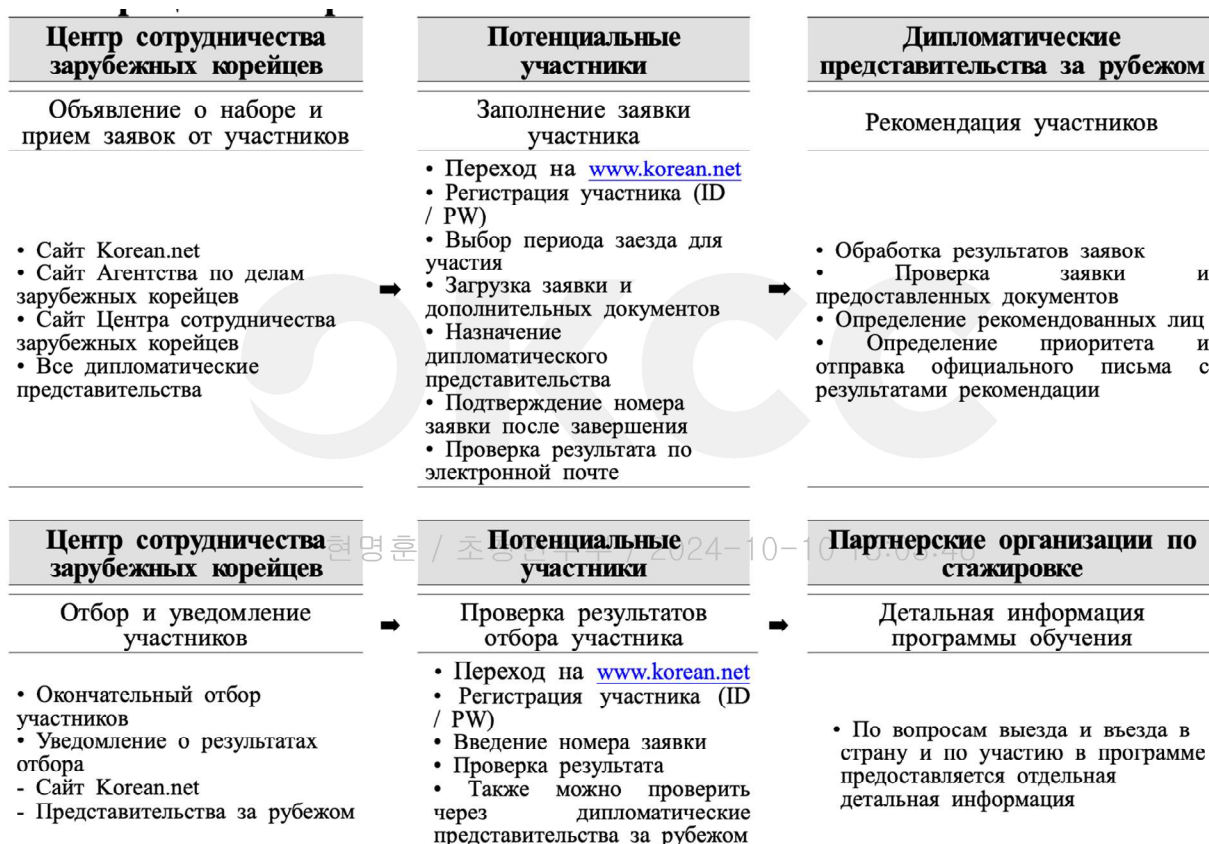 Центр сотрудничества
зарубежных корейцев
Объявление о наборе и
прием заявок от участников
• Сайт Korean.net
• Сайт Агентства по делам
зарубежных корейцев
• Сайт Центра сотрудничества
зарубежных корейцев
• Все дипломатические
представительства
➡
Потенциальные
участники
Заполнение заявки
участника
• Переход на www.korean.net
• Регистрация участника (ID
/ PW)
• Выбор периода заезда для
участия
• Загрузка заявки и
дополнительных документов
• Назначение
дипломатического
представительства
• Подтверждение номера
заявки после завершения
• Проверка результата по
электронной почте
➡
Дипломатические
представительства за рубежом
Рекомендация участников
• Обработка результатов заявок
• Проверка заявки и
предоставленных документов
• Определение рекомендованных лиц
• Определение приоритета и
отправка официального письма с
результатами рекомендации
OKCC
Центр сотрудничества
зарубежных корейцев
Отбор и уведомление
участников
• Окончательный отбор
участников
• Уведомление о результатах
отбора
- Сайт Korean.net
- Представительства за рубежом
➡
Потенциальные
участники
Проверка результатов
отбора участника
• Переход на www.korean.net
• Регистрация участника (ID
/ PW)
• Введение номера заявки
• Проверка результата
• Также можно проверить
через дипломатические
представительства за рубежом
➡
Партнерские организации по
стажировке
Детальная информация
программы обучения
• По вопросам выезда и въезда в
страну и по участию в программе
предоставляется отдельная
детальная информация
현명훈 / 2024-10-10